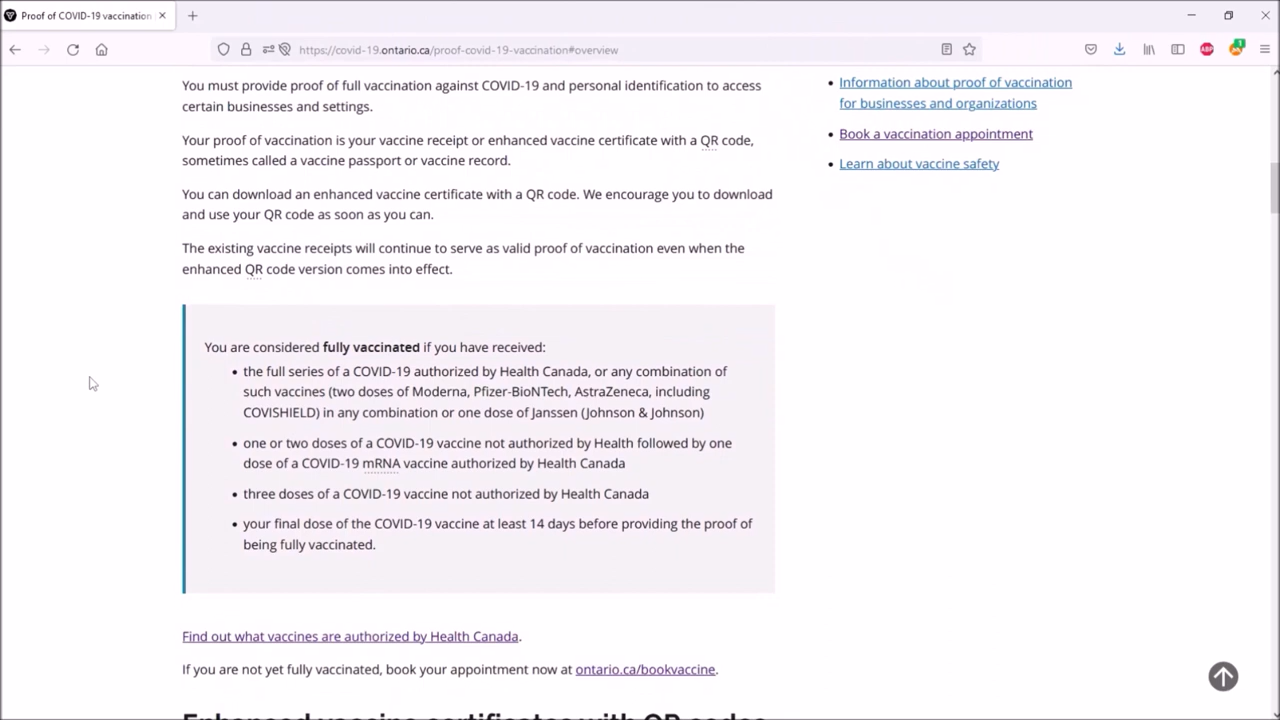 Proof of COVID-19 vaccination
https://covid-19.ontario.ca/proof-covid-19-vaccination#overview
You must provide proof of full vaccination against COVID-19 and personal identification to access
certain businesses and settings.
Your proof of vaccination is your vaccine receipt or enhanced vaccine certificate with a QR code,
sometimes called a vaccine passport or vaccine record.
You can download an enhanced vaccine certificate with a QR code. We encourage you to download
and use your QR code as soon as you can.
The existing vaccine receipts will continue to serve as valid proof of vaccination even when the
enhanced QR code version comes into effect.
You are considered fully vaccinated if you have received:
• the full series of a COVID-19 authorized by Health Canada, or any combination of
such vaccines (two doses of Moderna, Pfizer-BioNTech, AstraZeneca, including
COVISHIELD) in any combination or one dose of Janssen (Johnson & Johnson)
• one or two doses of a COVID-19 vaccine not authorized by Health followed by one
dose of a COVID-19 mRNA vaccine authorized by Health Canada
• three doses of a COVID-19 vaccine not authorized by Health Canada
• your final dose of the COVID-19 vaccine at least 14 days before providing the proof of
being fully vaccinated.
Find out what vaccines are authorized by Health Canada.
If you are not yet fully vaccinated, book your appointment now at ontario.ca/bookvaccine.
Enhanced vaccine certificates with QR codes
• Information about proof of vaccination
for businesses and organizations
• Book a vaccination appointment
• Learn about vaccine safety